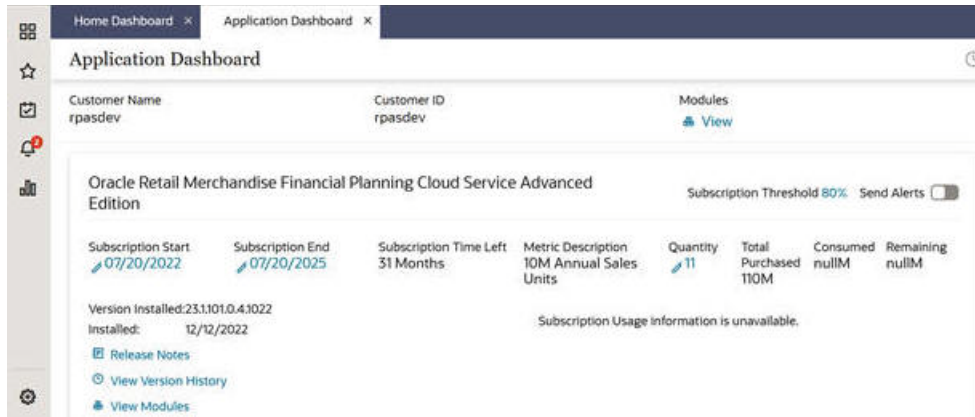 Home Dashboard ×
Application Dashboard ×
Application Dashboard
Customer Name
rpasdev
Customer ID
rpasdev
Modules
View
2
Oracle Retail Merchandise Financial Planning Cloud Service Advanced
Edition
Subscription Threshold 80% Send Alerts
Subscription Start
07/20/2022
Subscription End
07/20/2025
Subscription Time Left
31 Months
Metric Description
10M Annual Sales
Units
Quantity
11
Total
Purchased
110M
Consumed
nullM
Remaining
nullM
Version Installed:23.1.101.0.4.1022
Installed: 12/12/2022
Subscription Usage Information is unavailable.
Release Notes
View Version History
View Modules